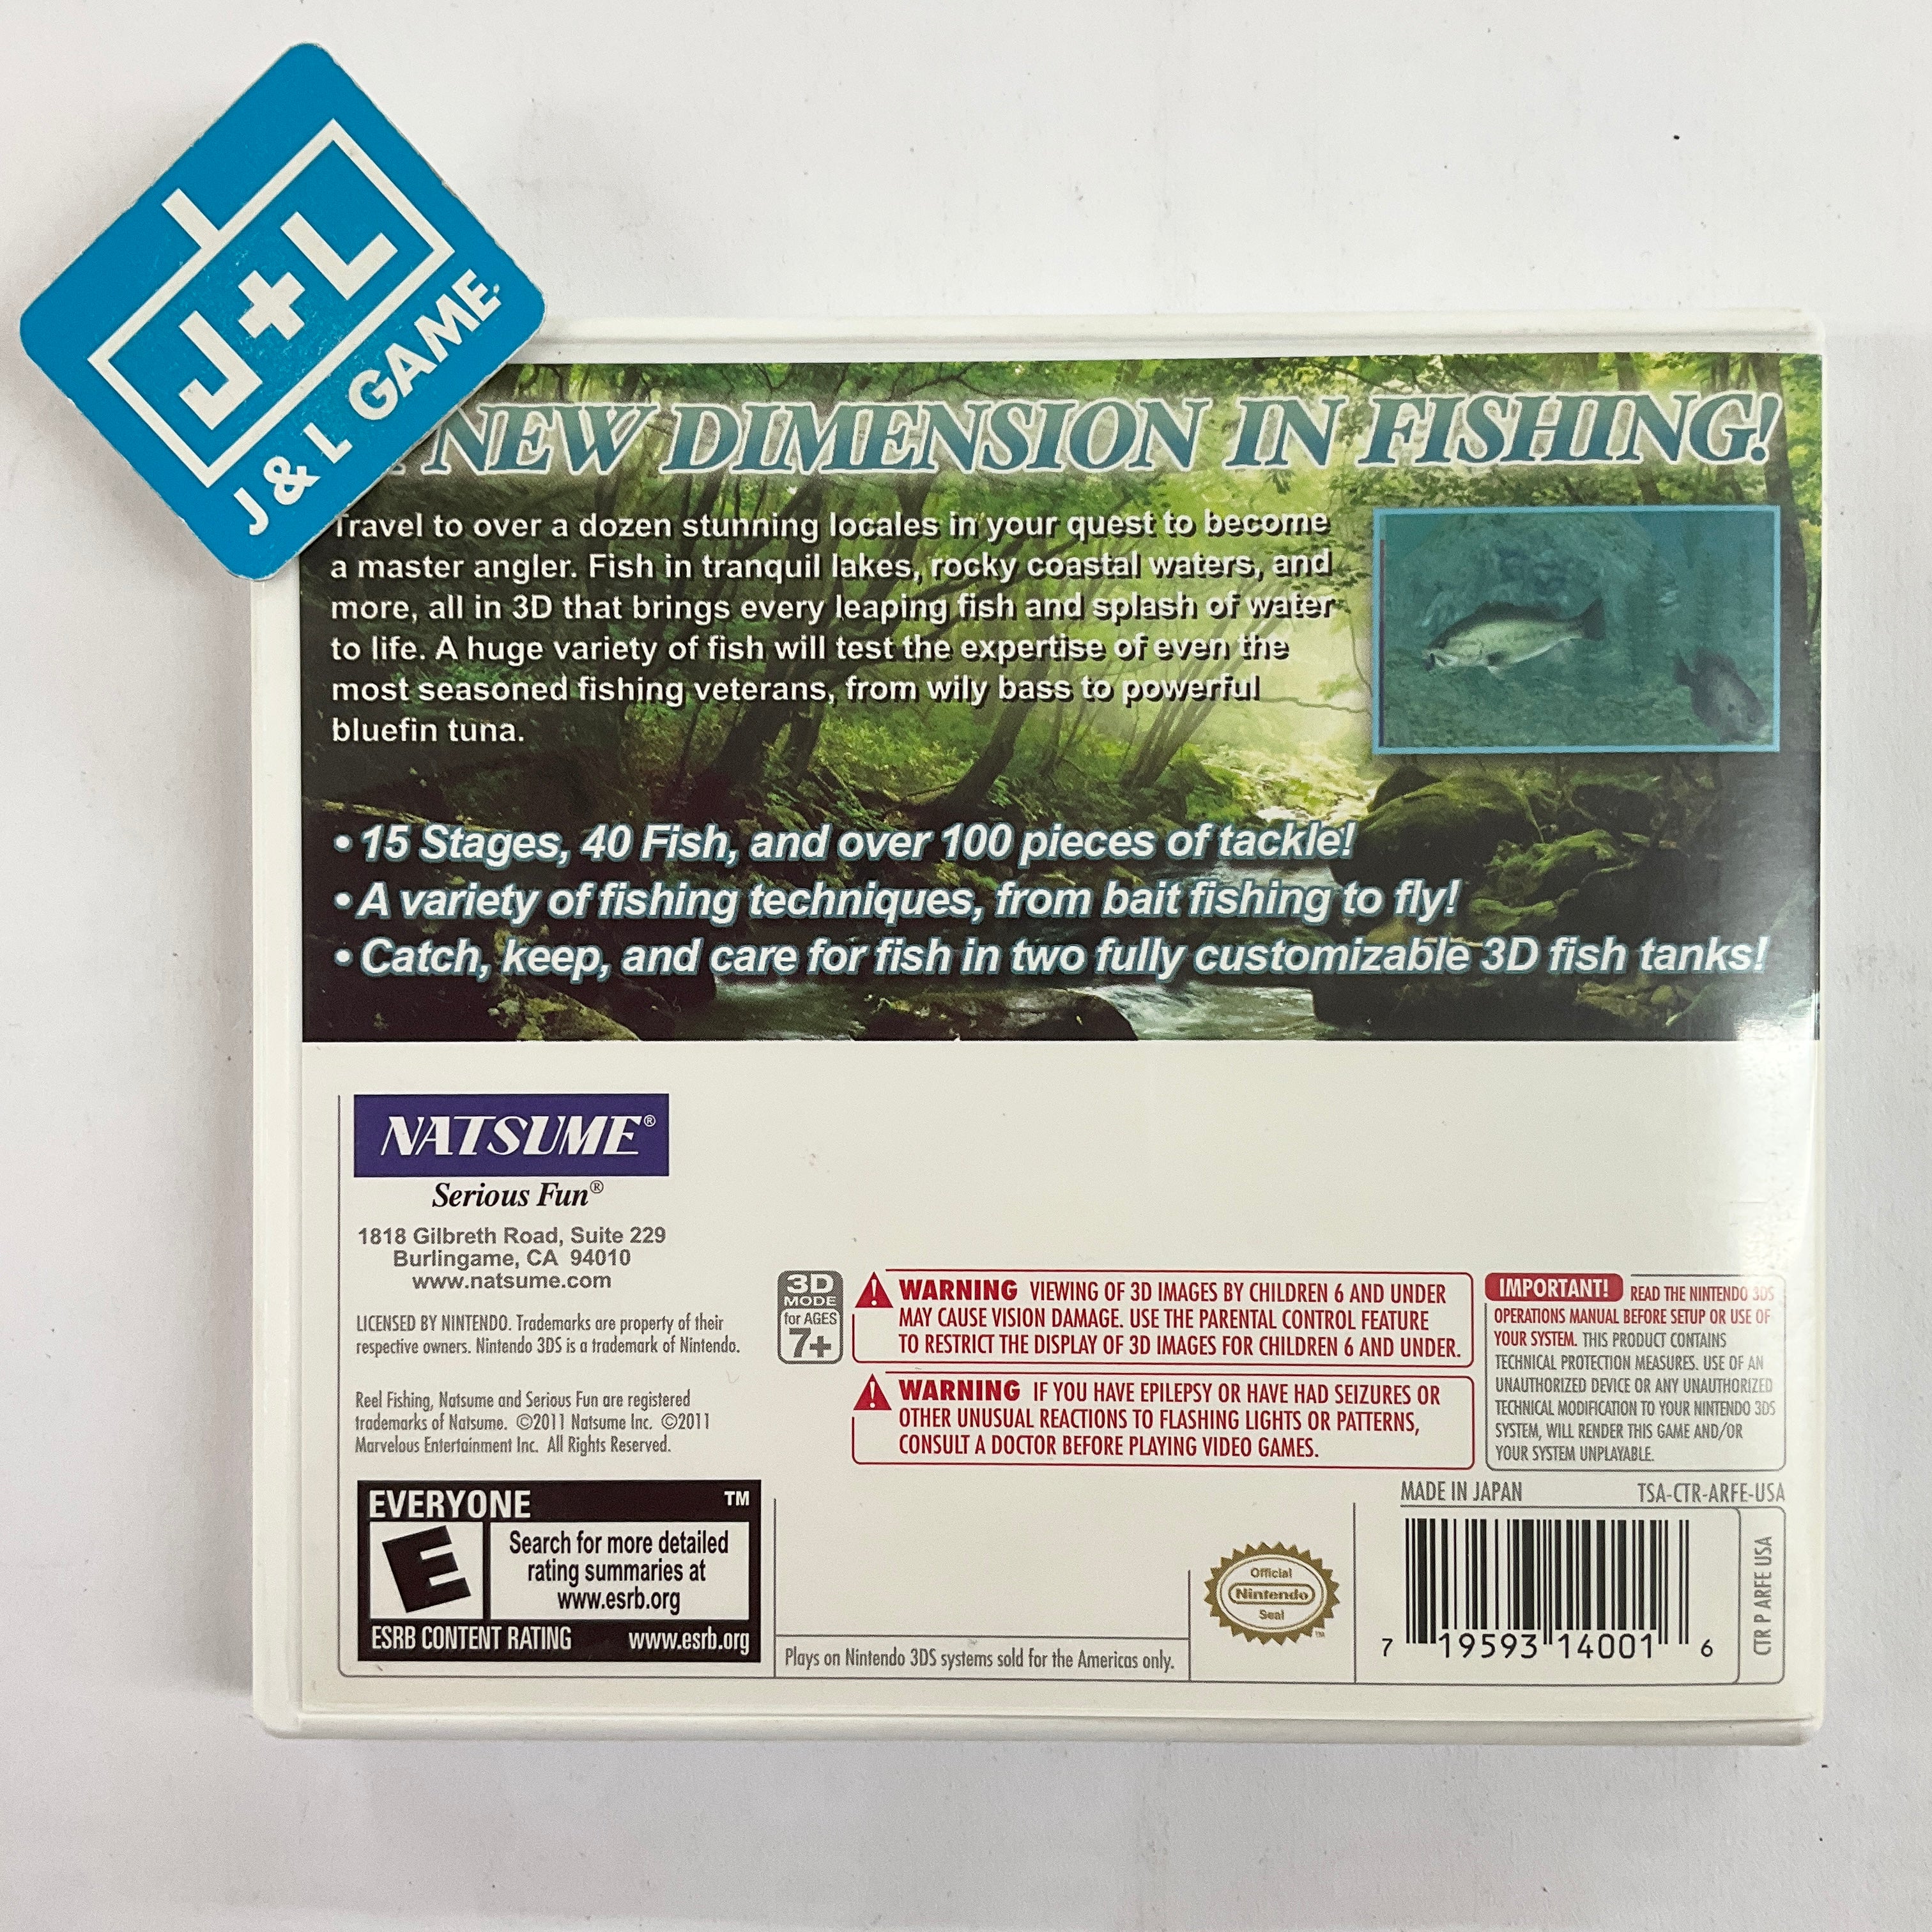 J+L
J & L GAME
NEW DIMENSION IN FISHING!
Travel to over a dozen stunning locales in your quest to become
a master angler. Fish in tranquil lakes, rocky coastal waters, and
more, all in 3D that brings every leaping fish and splash of water
to life. A huge variety of fish will test the expertise of even the
most seasoned fishing veterans, from wily bass to powerful
bluefin tuna.
• 15 Stages, 40 Fish, and over 100 pieces of tackle!
• A variety of fishing techniques, from bait fishing to fly!
• Catch, keep, and care for fish in two fully customizable 3D fish tanks!
NATSUME®
Serious Fun®
1818 Gilbreth Road, Suite 229
Burlingame, CA 94010
www.natsume.com
LICENSED BY NINTENDO. Trademarks are property of their
respective owners. Nintendo 3DS is a trademark of Nintendo.
Reel Fishing, Natsume and Serious Fun are registered
trademarks of Natsume. ©2011 Natsume Inc. ©2011
Marvelous Entertainment Inc. All Rights Reserved.
3D
MODE
for AGES
7+
WARNING VIEWING OF 3D IMAGES BY CHILDREN 6 AND UNDER
MAY CAUSE VISION DAMAGE. USE THE PARENTAL CONTROL FEATURE
TO RESTRICT THE DISPLAY OF 3D IMAGES FOR CHILDREN 6 AND UNDER.
WARNING IF YOU HAVE EPILEPSY OR HAVE HAD SEIZURES OR
OTHER UNUSUAL REACTIONS TO FLASHING LIGHTS OR PATTERNS,
CONSULT A DOCTOR BEFORE PLAYING VIDEO GAMES.
IMPORTANT! READ THE NINTENDO 3DS
OPERATIONS MANUAL BEFORE SETUP OR USE OF
YOUR SYSTEM. THIS PRODUCT CONTAINS
TECHNICAL PROTECTION MEASURES. USE OF AN
UNAUTHORIZED DEVICE OR ANY UNAUTHORIZED
TECHNICAL MODIFICATION TO YOUR NINTENDO 3DS
SYSTEM, WILL RENDER THIS GAME AND/OR
YOUR SYSTEM UNPLAYABLE.
EVERYONE ™
E
Search for more detailed
rating summaries at
www.esrb.org
ESRB CONTENT RATING www.esrb.org
Plays on Nintendo 3DS systems sold for the Americas only.
Official
Nintendo
Seal
™
MADE IN JAPAN TSA-CTR-ARFE-USA
7 19593 14001 6
CTR P ARFE USA